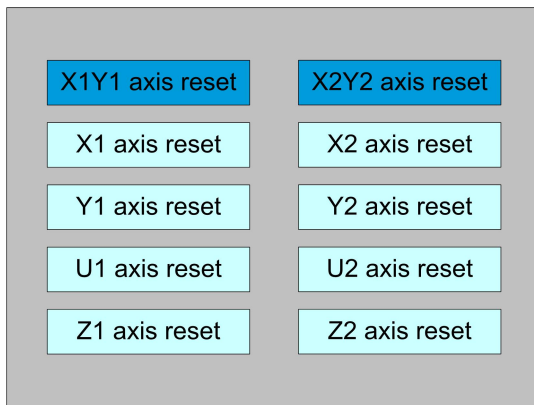 X1Y1 axis reset
X2Y2 axis reset
X1 axis reset
X2 axis reset
Y1 axis reset
Y2 axis reset
U1 axis reset
U2 axis reset
Z1 axis reset
Z2 axis reset